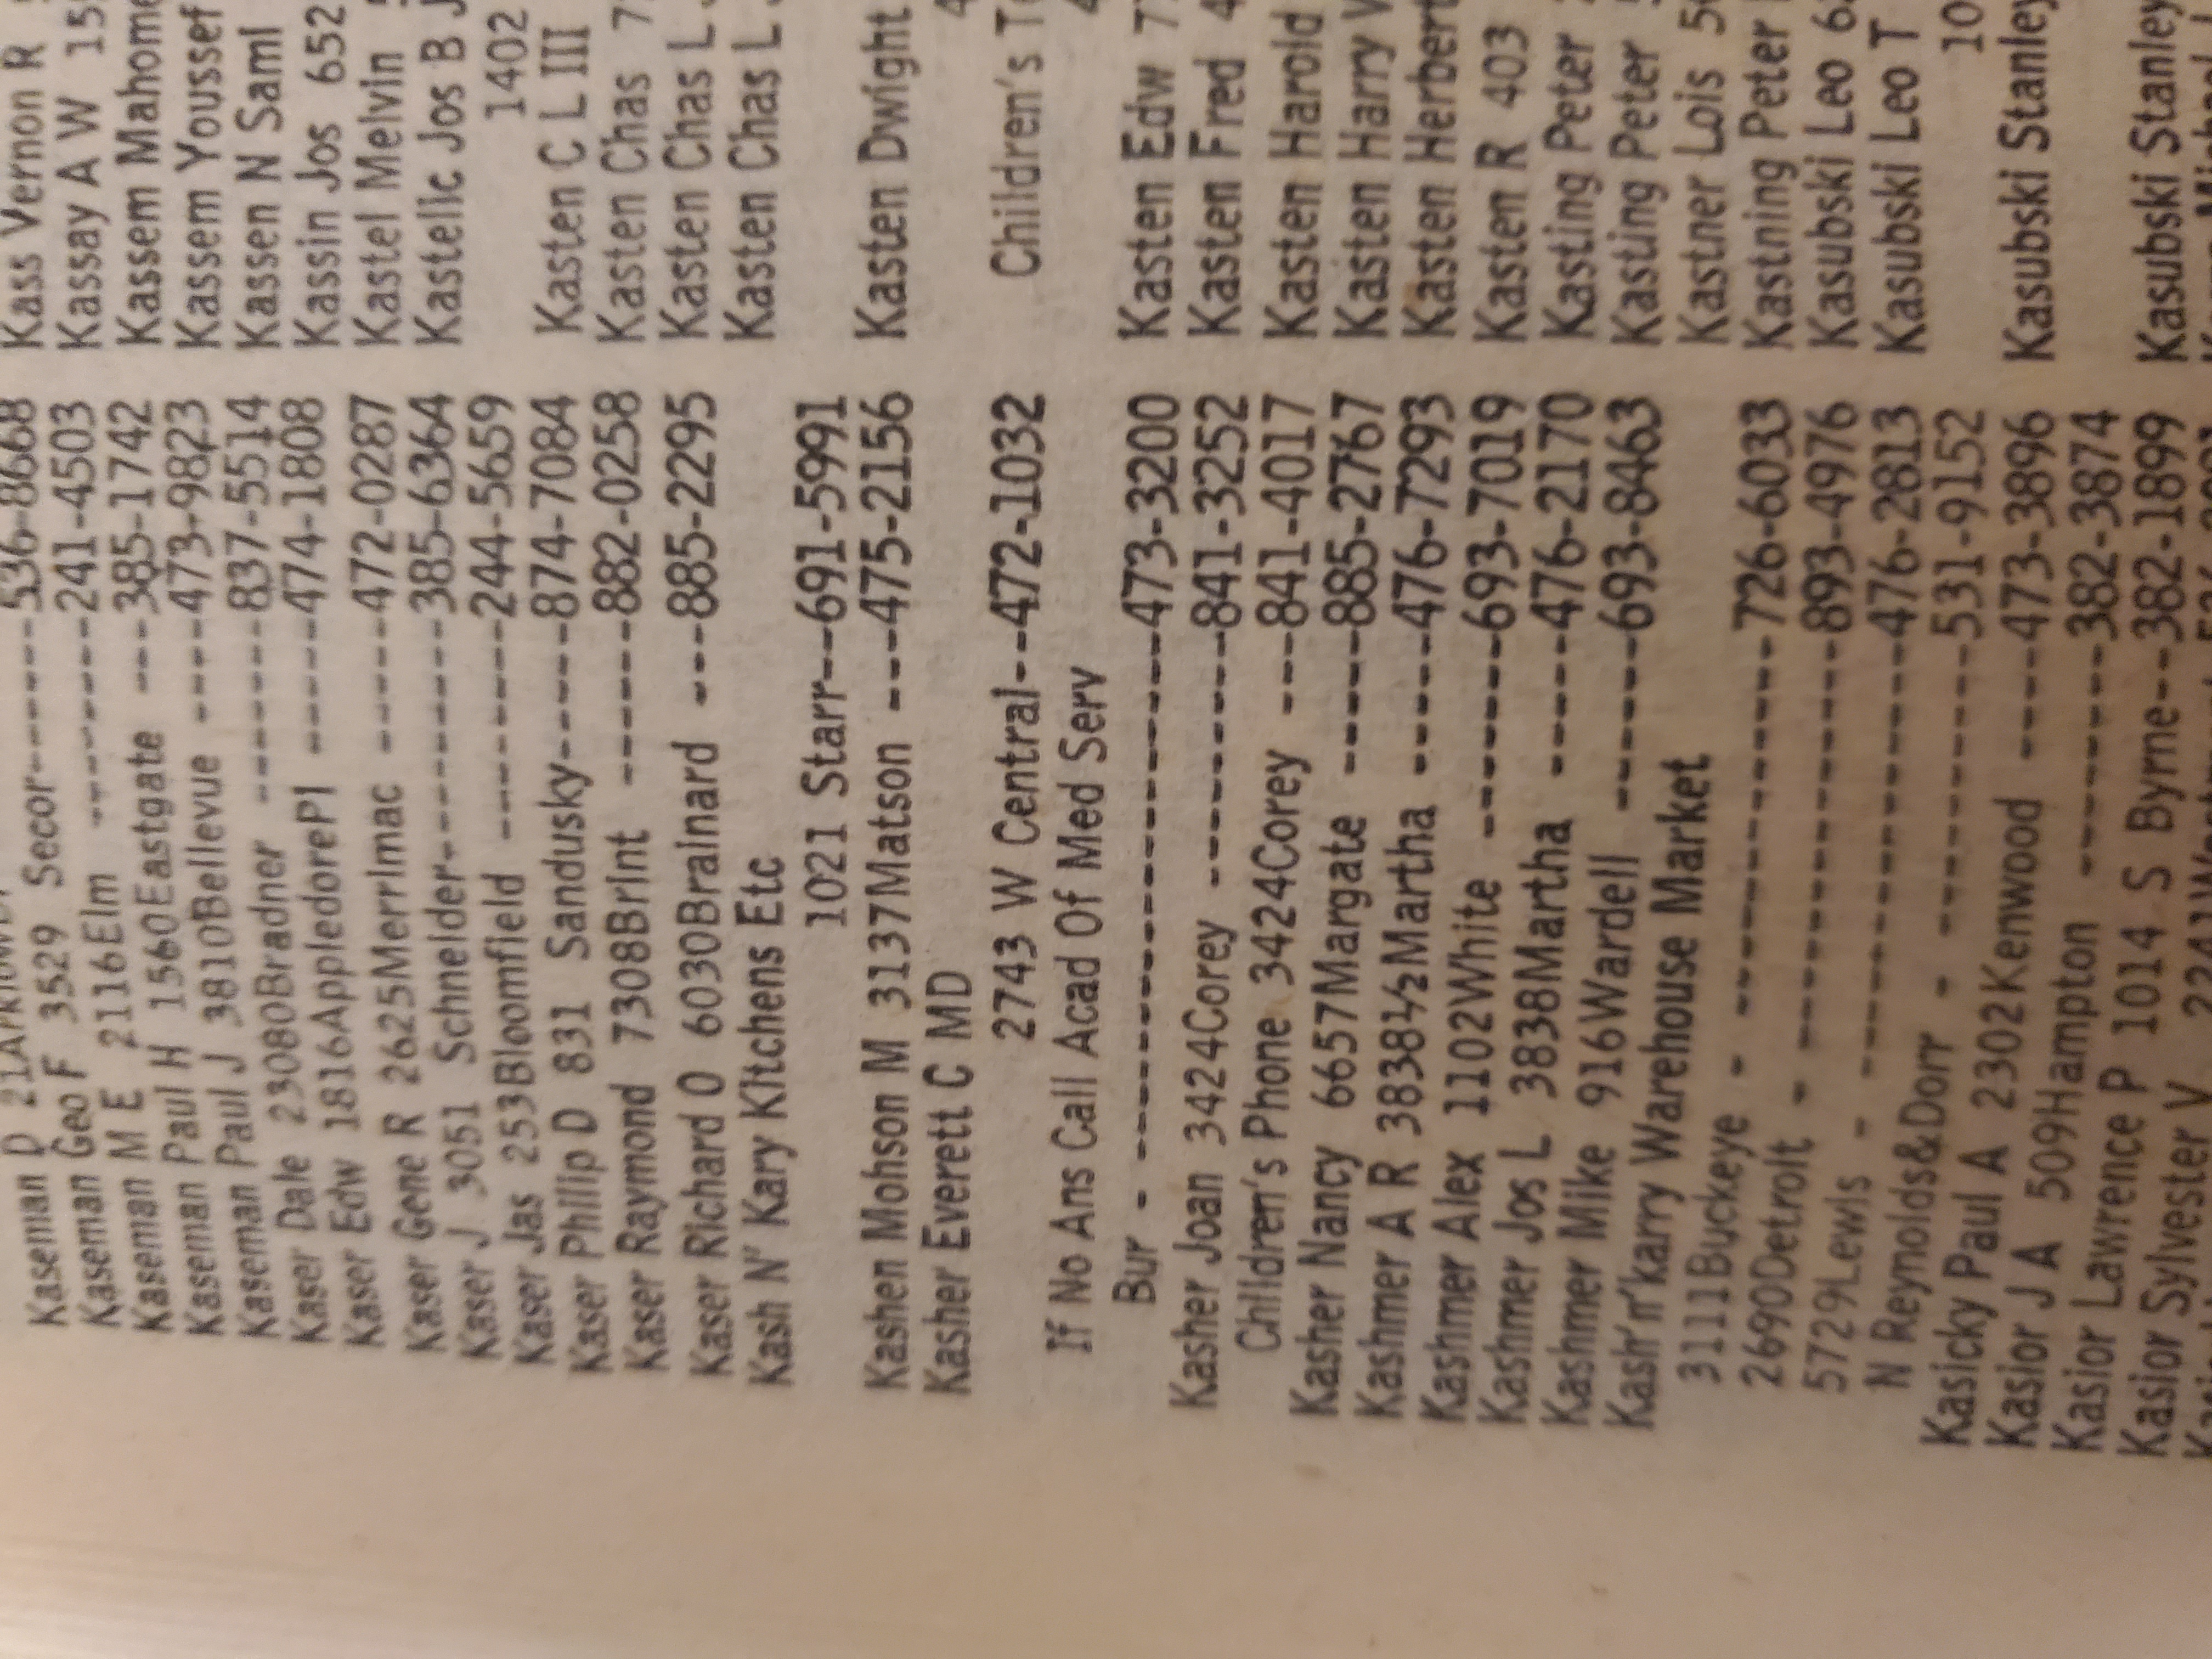 Kaseman D
Kaseman Geo F 3529 Secor-------536-8668
Kaseman M E 2116Elm --------241-4503
Kaseman Paul H 1560Eastgate ---385-1742
Kaseman Paul J 3810Bellevue ----473-9823
Kaser Dale 23080Bradner --------837-5514
Kaser Edw 1816AppledorePl -----474-1808
Kaser Gene R 2625Merrimac -----472-0287
Kaser J 3051 Schneider----------385-6364
Kaser Jas 253Bloomfield ---------244-5659
Kaser Philip D 831 Sandusky------874-7084
Kaser Raymond 7308Brint -------882-0258
Kaser Richard O 6030Brainard ---885-2295
Kash N' Kary Kitchens Etc
1021 Starr--691-5991
Kashen Mohson M 3137Matson ---475-2156
Kasher Everett C MD
2743 W Central--472-1032
If No Ans Call Acad Of Med Serv
Bur - ---------------------473-3200
Kasher Joan 3424Corey ----------841-3252
Children's Phone 3424Corey ---841-4017
Kasher Nancy 6657Margate -----885-2767
Kashmer A R 3838½Martha -----476-7293
Kashmer Alex 1102White --------693-7019
Kashmer Jos L 3838Martha -----476-2170
Kashmer Mike 916Wardell -------693-8463
Kash'n'karry Warehouse Market
3111Buckeye - ---------------726-6033
2690Detroit - ----------------893-4976
5729Lewis - -----------------476-2813
N Reynolds&Dorr - -----------531-9152
Kasicky Paul A 2302Kenwood ----473-3896
Kasior J A 509Hampton ---------382-3874
Kasior Lawrence P 1014 S Byrne--382-1899
Kasior Sylvester V
Kass Vernon R
Kassay A W
Kassem Mahome
Kassem Youssef
Kassen N Saml
Kassin Jos 652
Kastel Melvin
Kastelic Jos B J
1402
Kasten C L III
Kasten Chas
Kasten Chas L
Kasten Chas L
Kasten Dwight
Children's
Kasten Edw
Kasten Fred
Kasten Harold
Kasten Harry
Kasten Herbert
Kasten R 403
Kasting Peter
Kasting Peter
Kastner Lois
Kastning Peter
Kasubski Leo
Kasubski Leo T
10
Kasubski Stanley
Kasubski Stanley